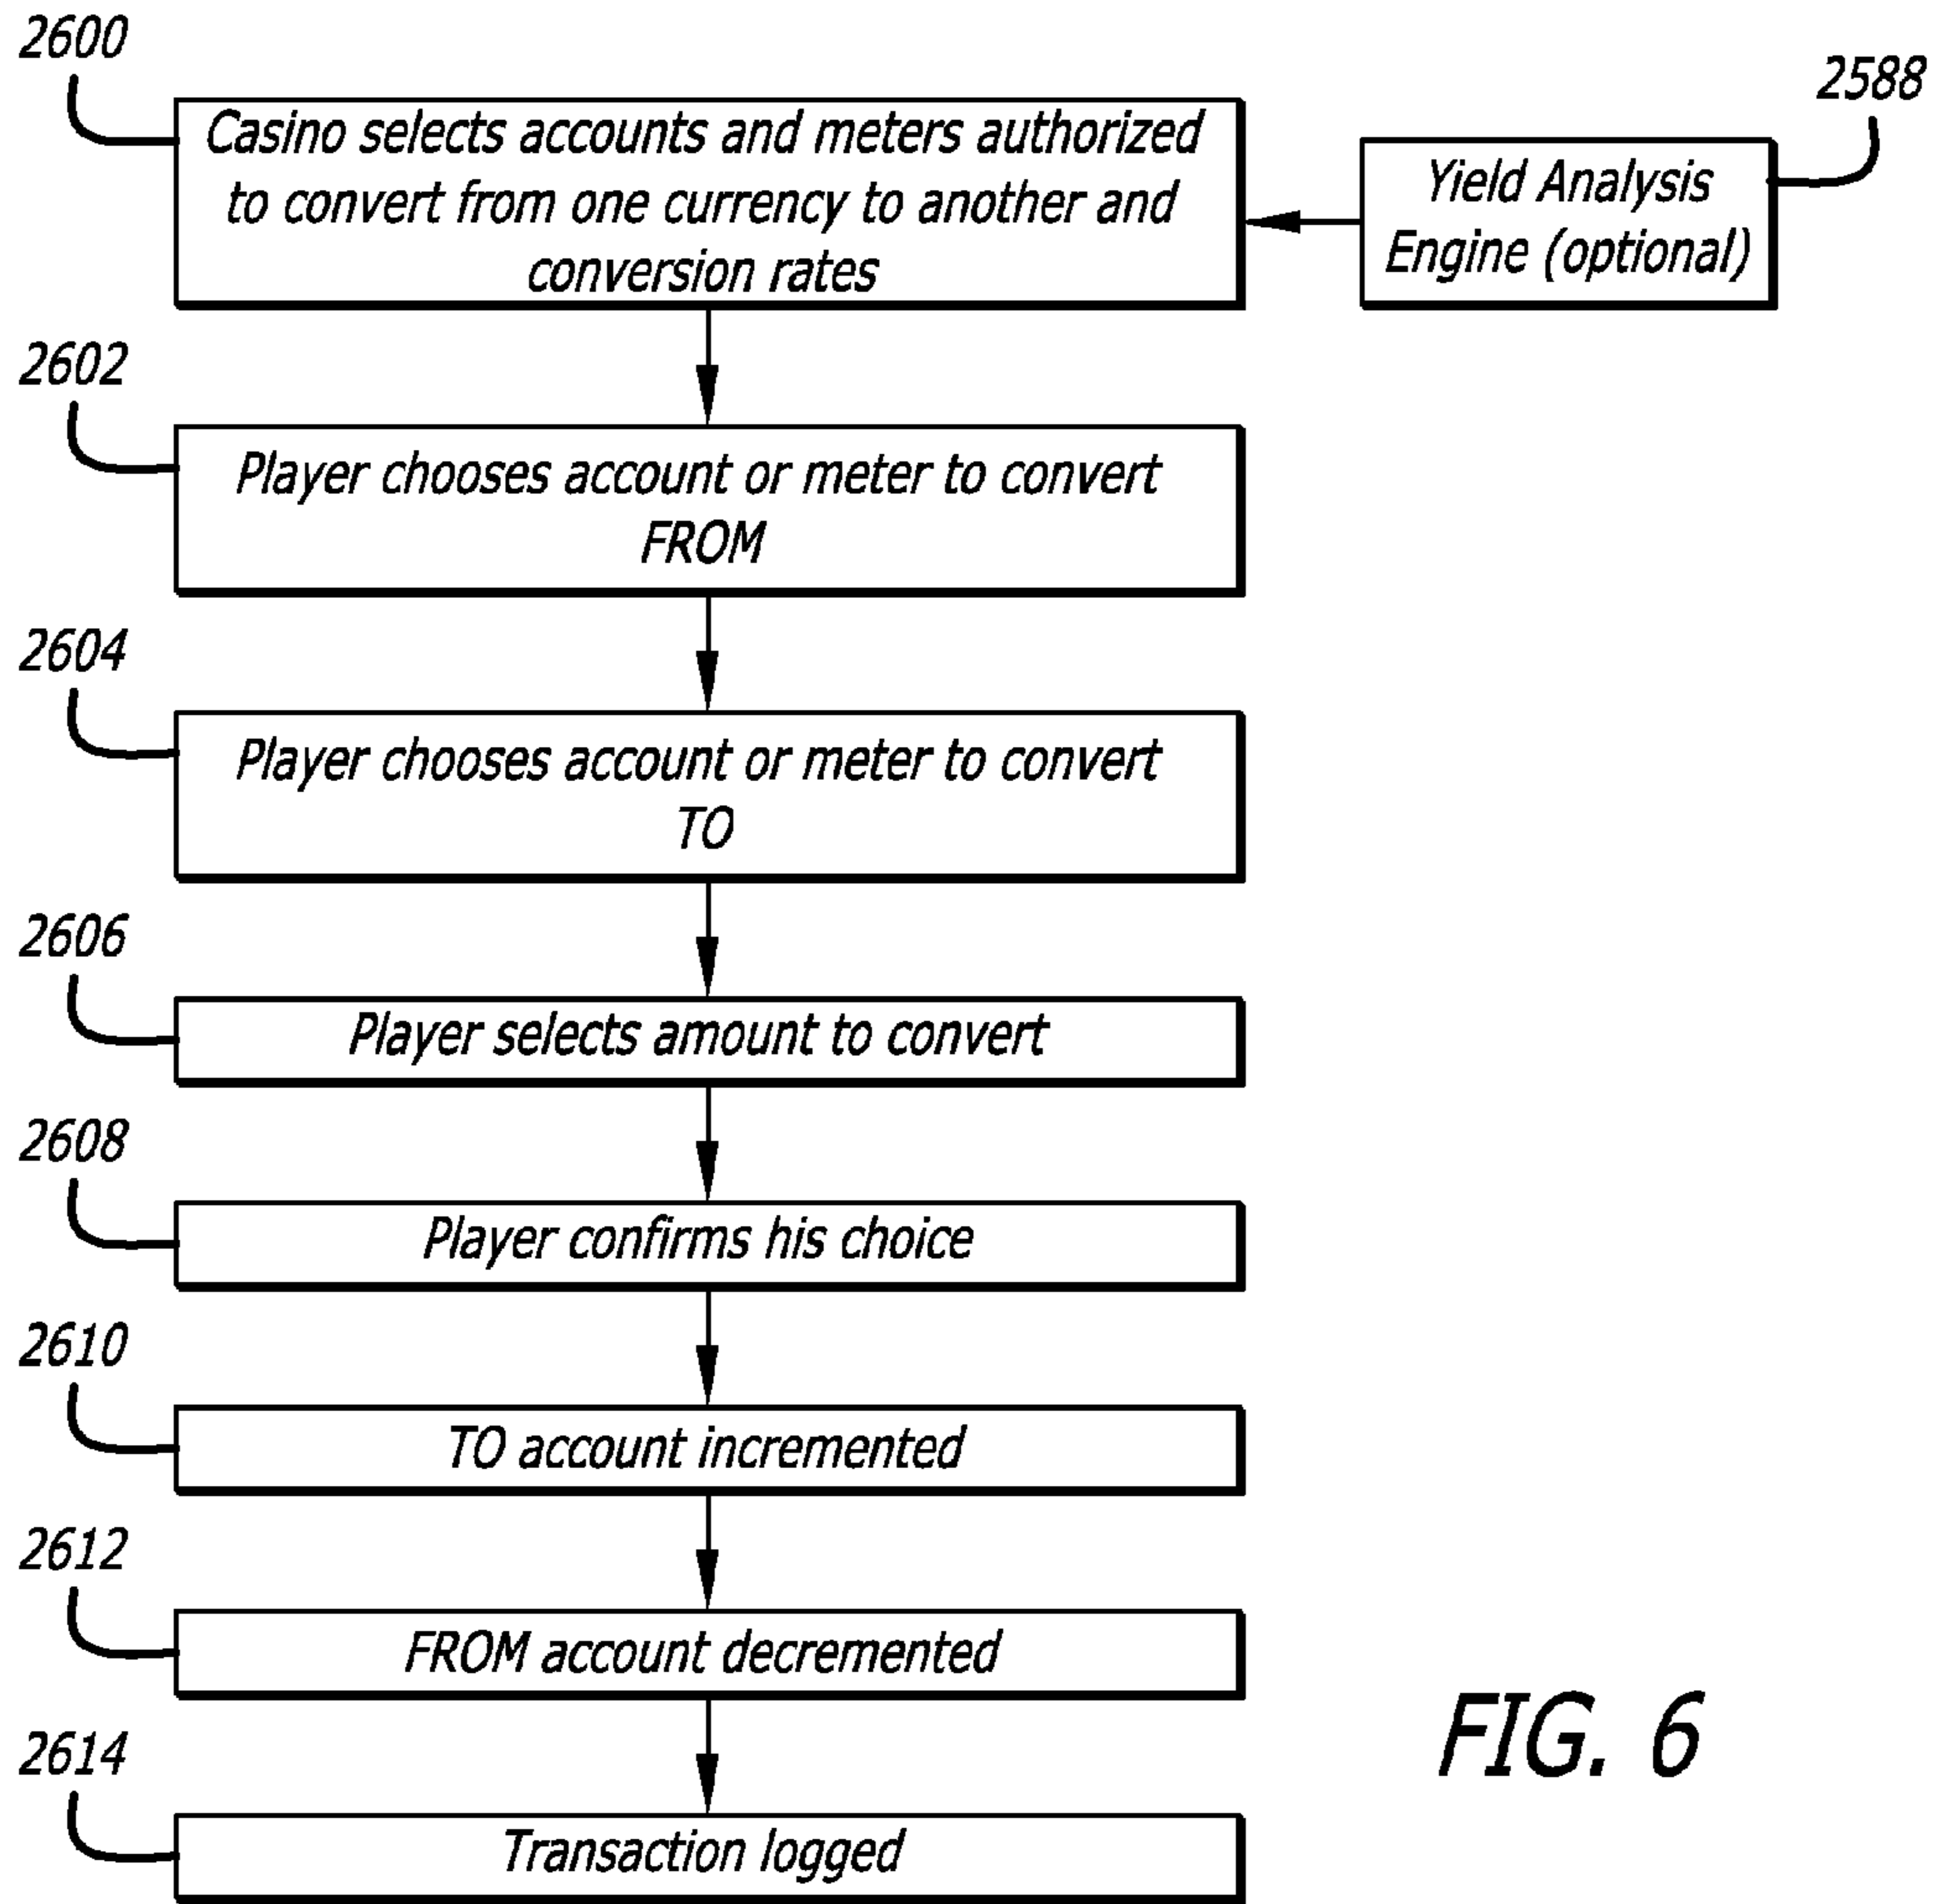 2600
Casino selects accounts and meters authorized
to convert from one currency to another and
conversion rates
2588
Yield Analysis
Engine (optional)
2602
Player chooses account or meter to convert
FROM
2604
Player chooses account or meter to convert
TO
2606
Player selects amount to convert
2608
Player confirms his choice
2610
TO account incremented
2612
FROM account decremented
2614
Transaction logged
FIG. 6